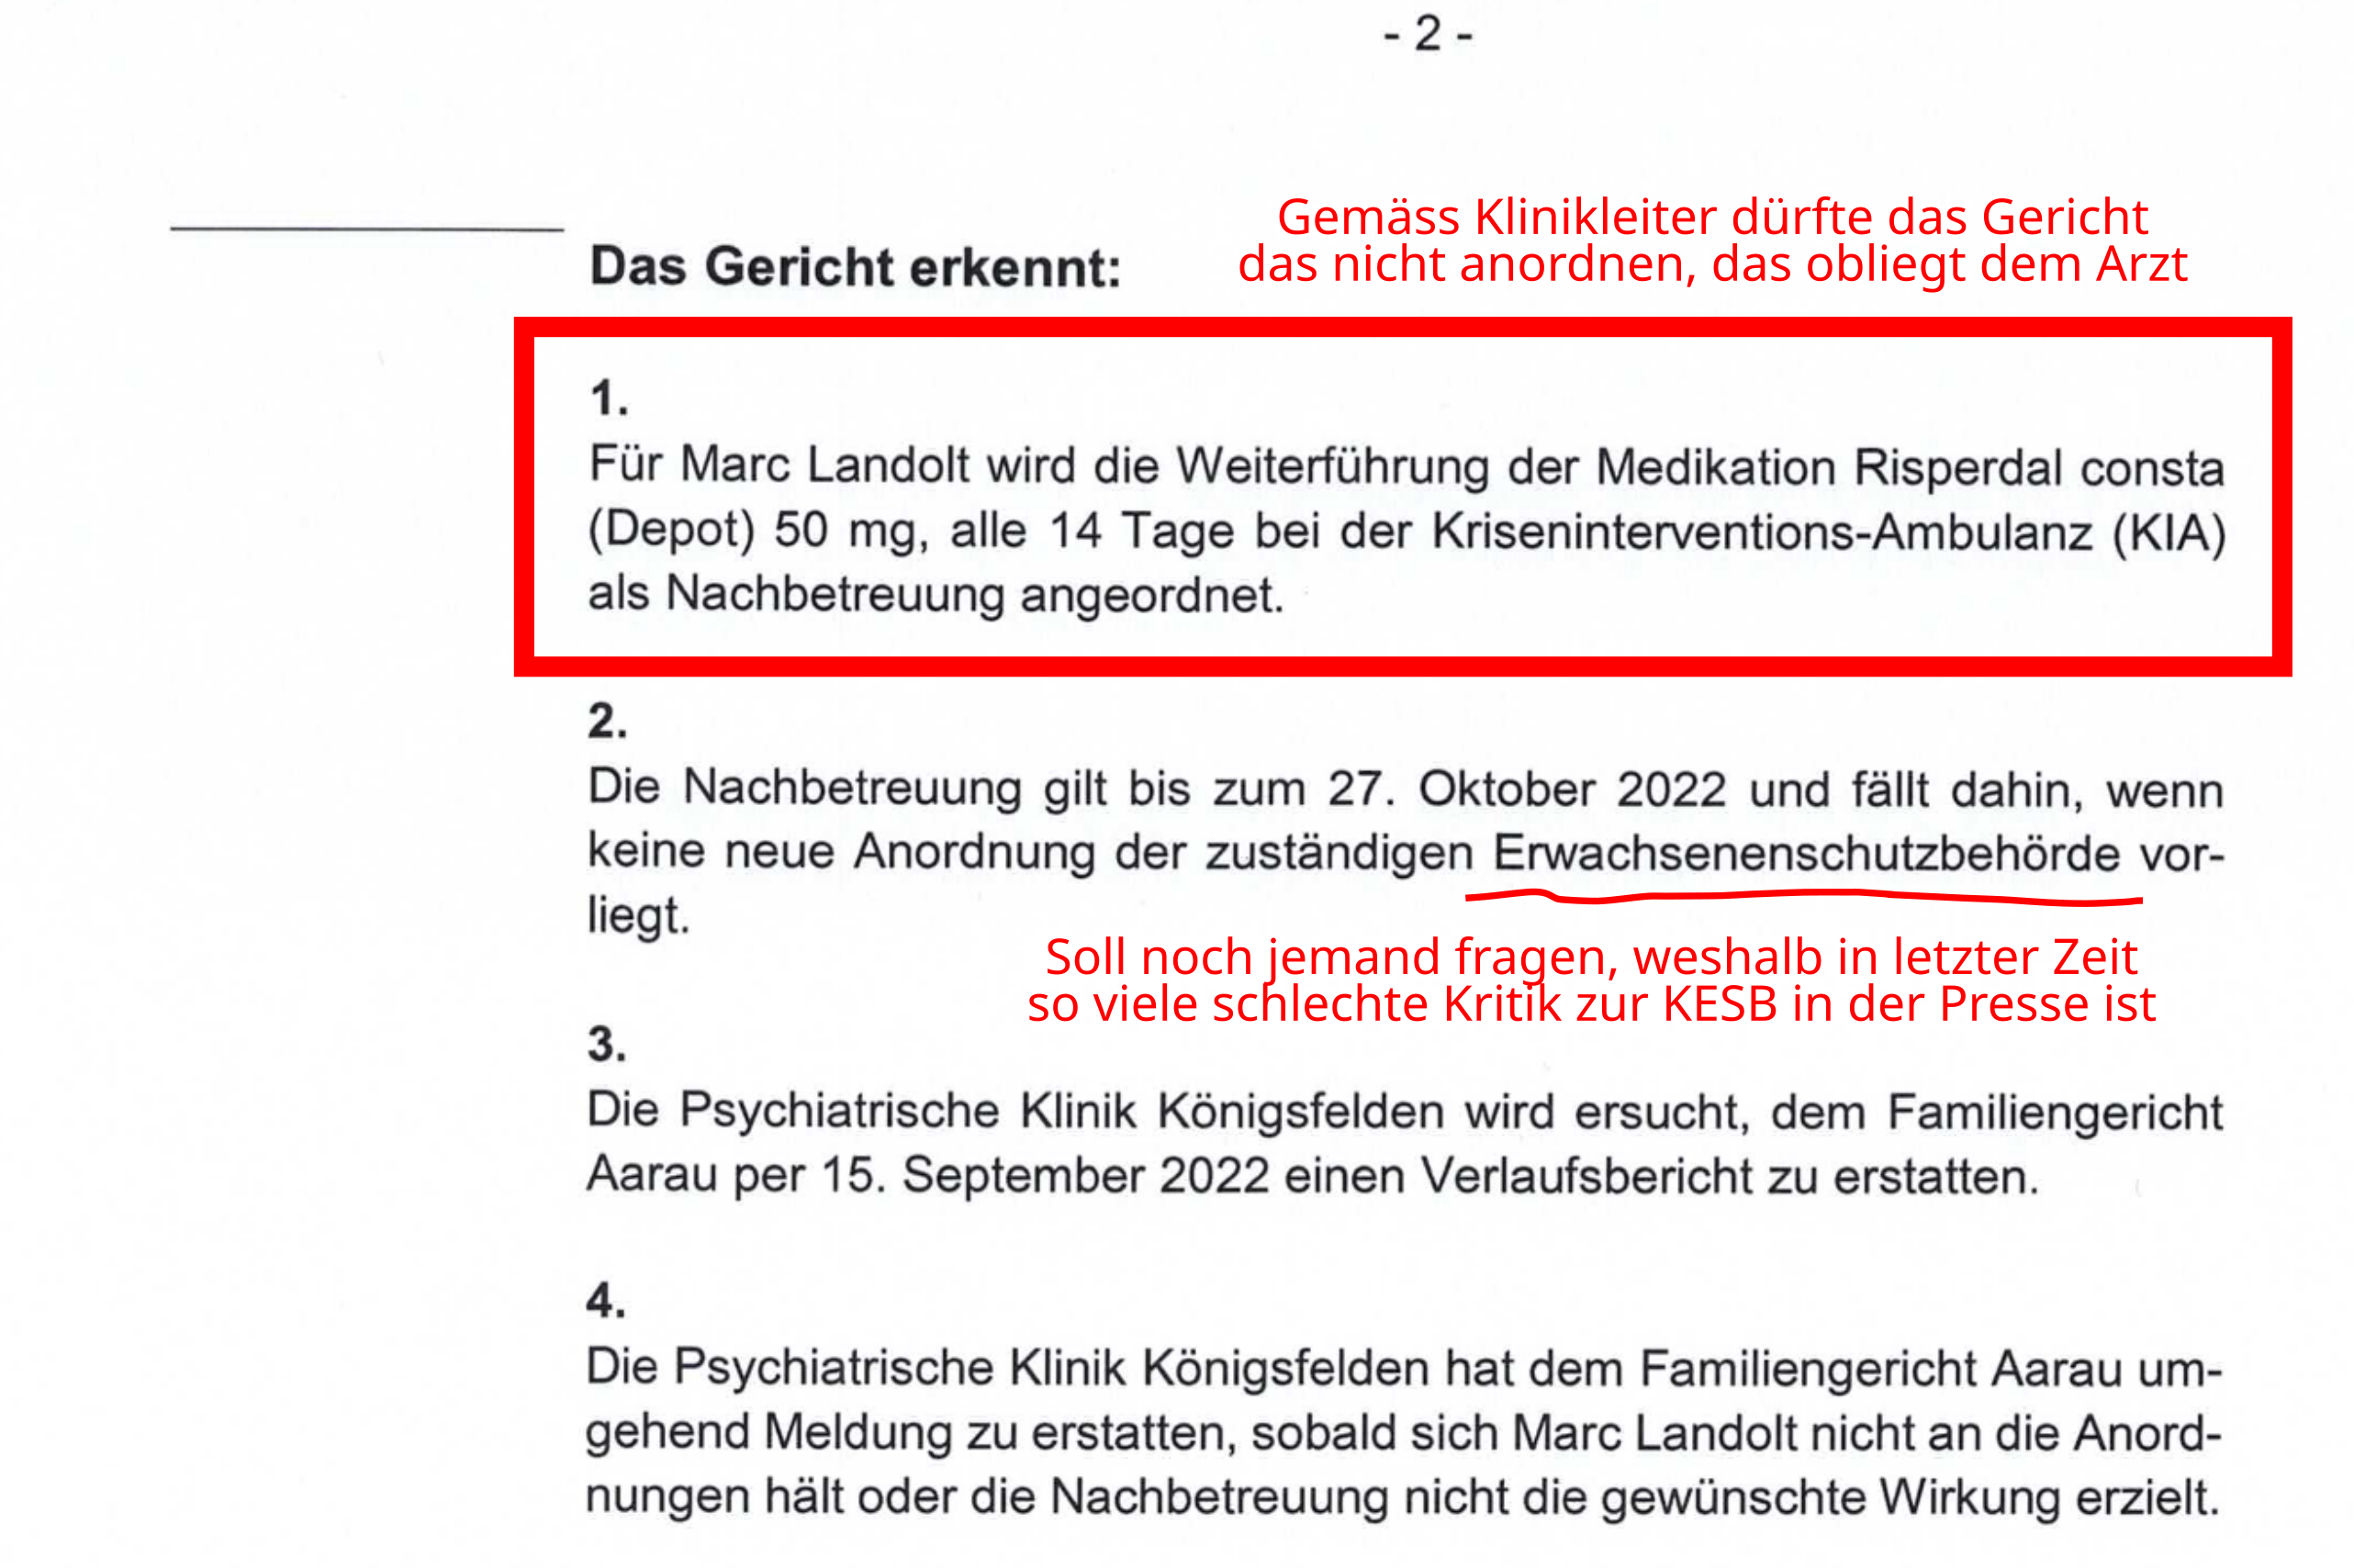 - 2 -
Gemäss Klinikleiter dürfte das Gericht
das nicht anordnen, das obliegt dem Arzt
Das Gericht erkennt:
1.
Für Marc Landolt wird die Weiterführung der Medikation Risperdal consta
(Depot) 50 mg, alle 14 Tage bei der Kriseninterventions-Ambulanz (KIA)
als Nachbetreuung angeordnet.
2.
Die Nachbetreuung gilt bis zum 27. Oktober 2022 und fällt dahin, wenn
keine neue Anordnung der zuständigen Erwachsenenschutzbehörde vor-
liegt.
Soll noch jemand fragen, weshalb in letzter Zeit
so viele schlechte Kritik zur KESB in der Presse ist
3.
Die Psychiatrische Klinik Königsfelden wird ersucht, dem Familiengericht
Aarau per 15. September 2022 einen Verlaufsbericht zu erstatten.
4.
Die Psychiatrische Klinik Königsfelden hat dem Familiengericht Aarau um-
gehend Meldung zu erstatten, sobald sich Marc Landolt nicht an die Anord-
nungen hält oder die Nachbetreuung nicht die gewünschte Wirkung erzielt.